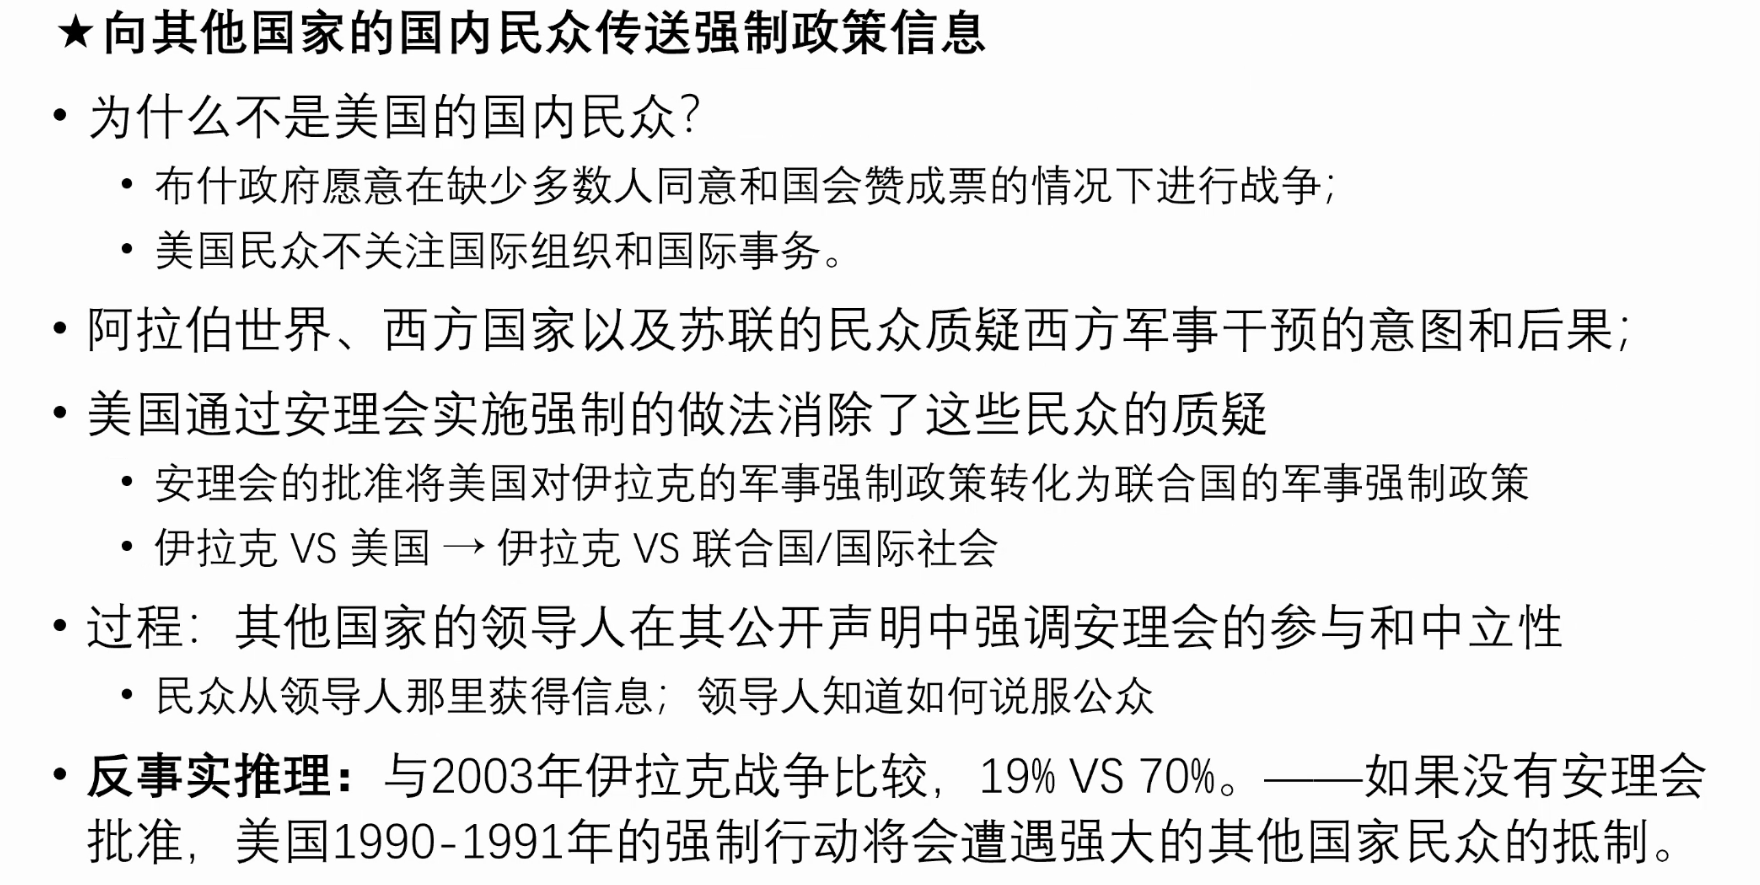 ★向其他国家的国内民众传送强制政策信息
• 为什么不是美国的国内民众？
• 布什政府愿意在缺少多数人同意和国会赞成票的情况下进行战争；
• 美国民众不关注国际组织和国际事务。
• 阿拉伯世界、西方国家以及苏联的民众质疑西方军事干预的意图和后果；
• 美国通过安理会实施强制的做法消除了这些民众的质疑
• 安理会的批准将美国对伊拉克的军事强制政策转化为联合国的军事强制政策
• 伊拉克 VS 美国 → 伊拉克 VS 联合国/国际社会
• 过程：其他国家的领导人在其公开声明中强调安理会的参与和中立性
• 民众从领导人那里获得信息；领导人知道如何说服公众
• 反事实推理：与2003年伊拉克战争比较，19% VS 70%。——如果没有安理会
批准，美国1990-1991年的强制行动将会遭遇强大的其他国家民众的抵制。